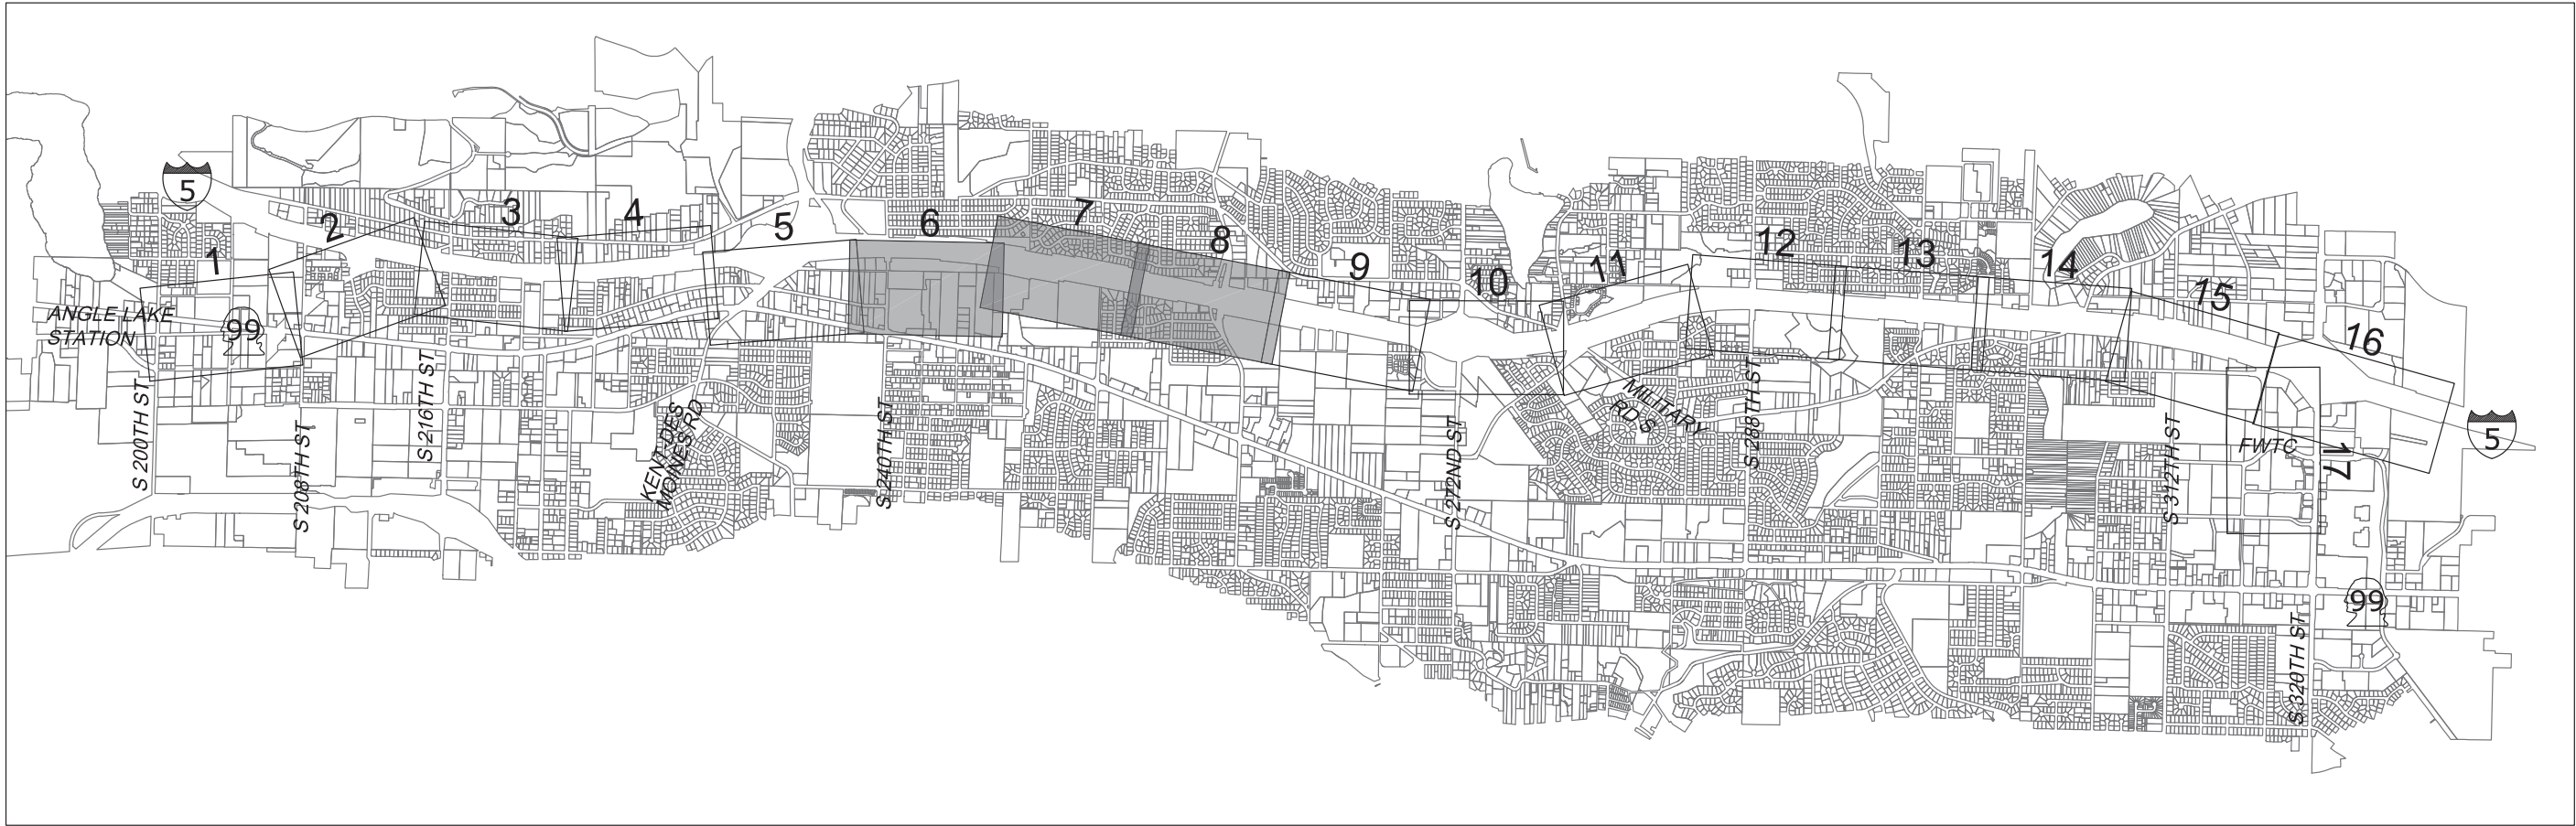 5
1
2
3
4
5
6
7
8
9
10
11
12
13
14
15
16
17
ANGLE LAKE
STATION
99
S 200TH ST
S 208TH ST
S 216TH ST
KENT-DES
MOINES RD
S 240TH ST
S 272ND ST
MILITARY
RD S
S 288TH ST
S 312TH ST
FWTC
5
99
S 320TH ST